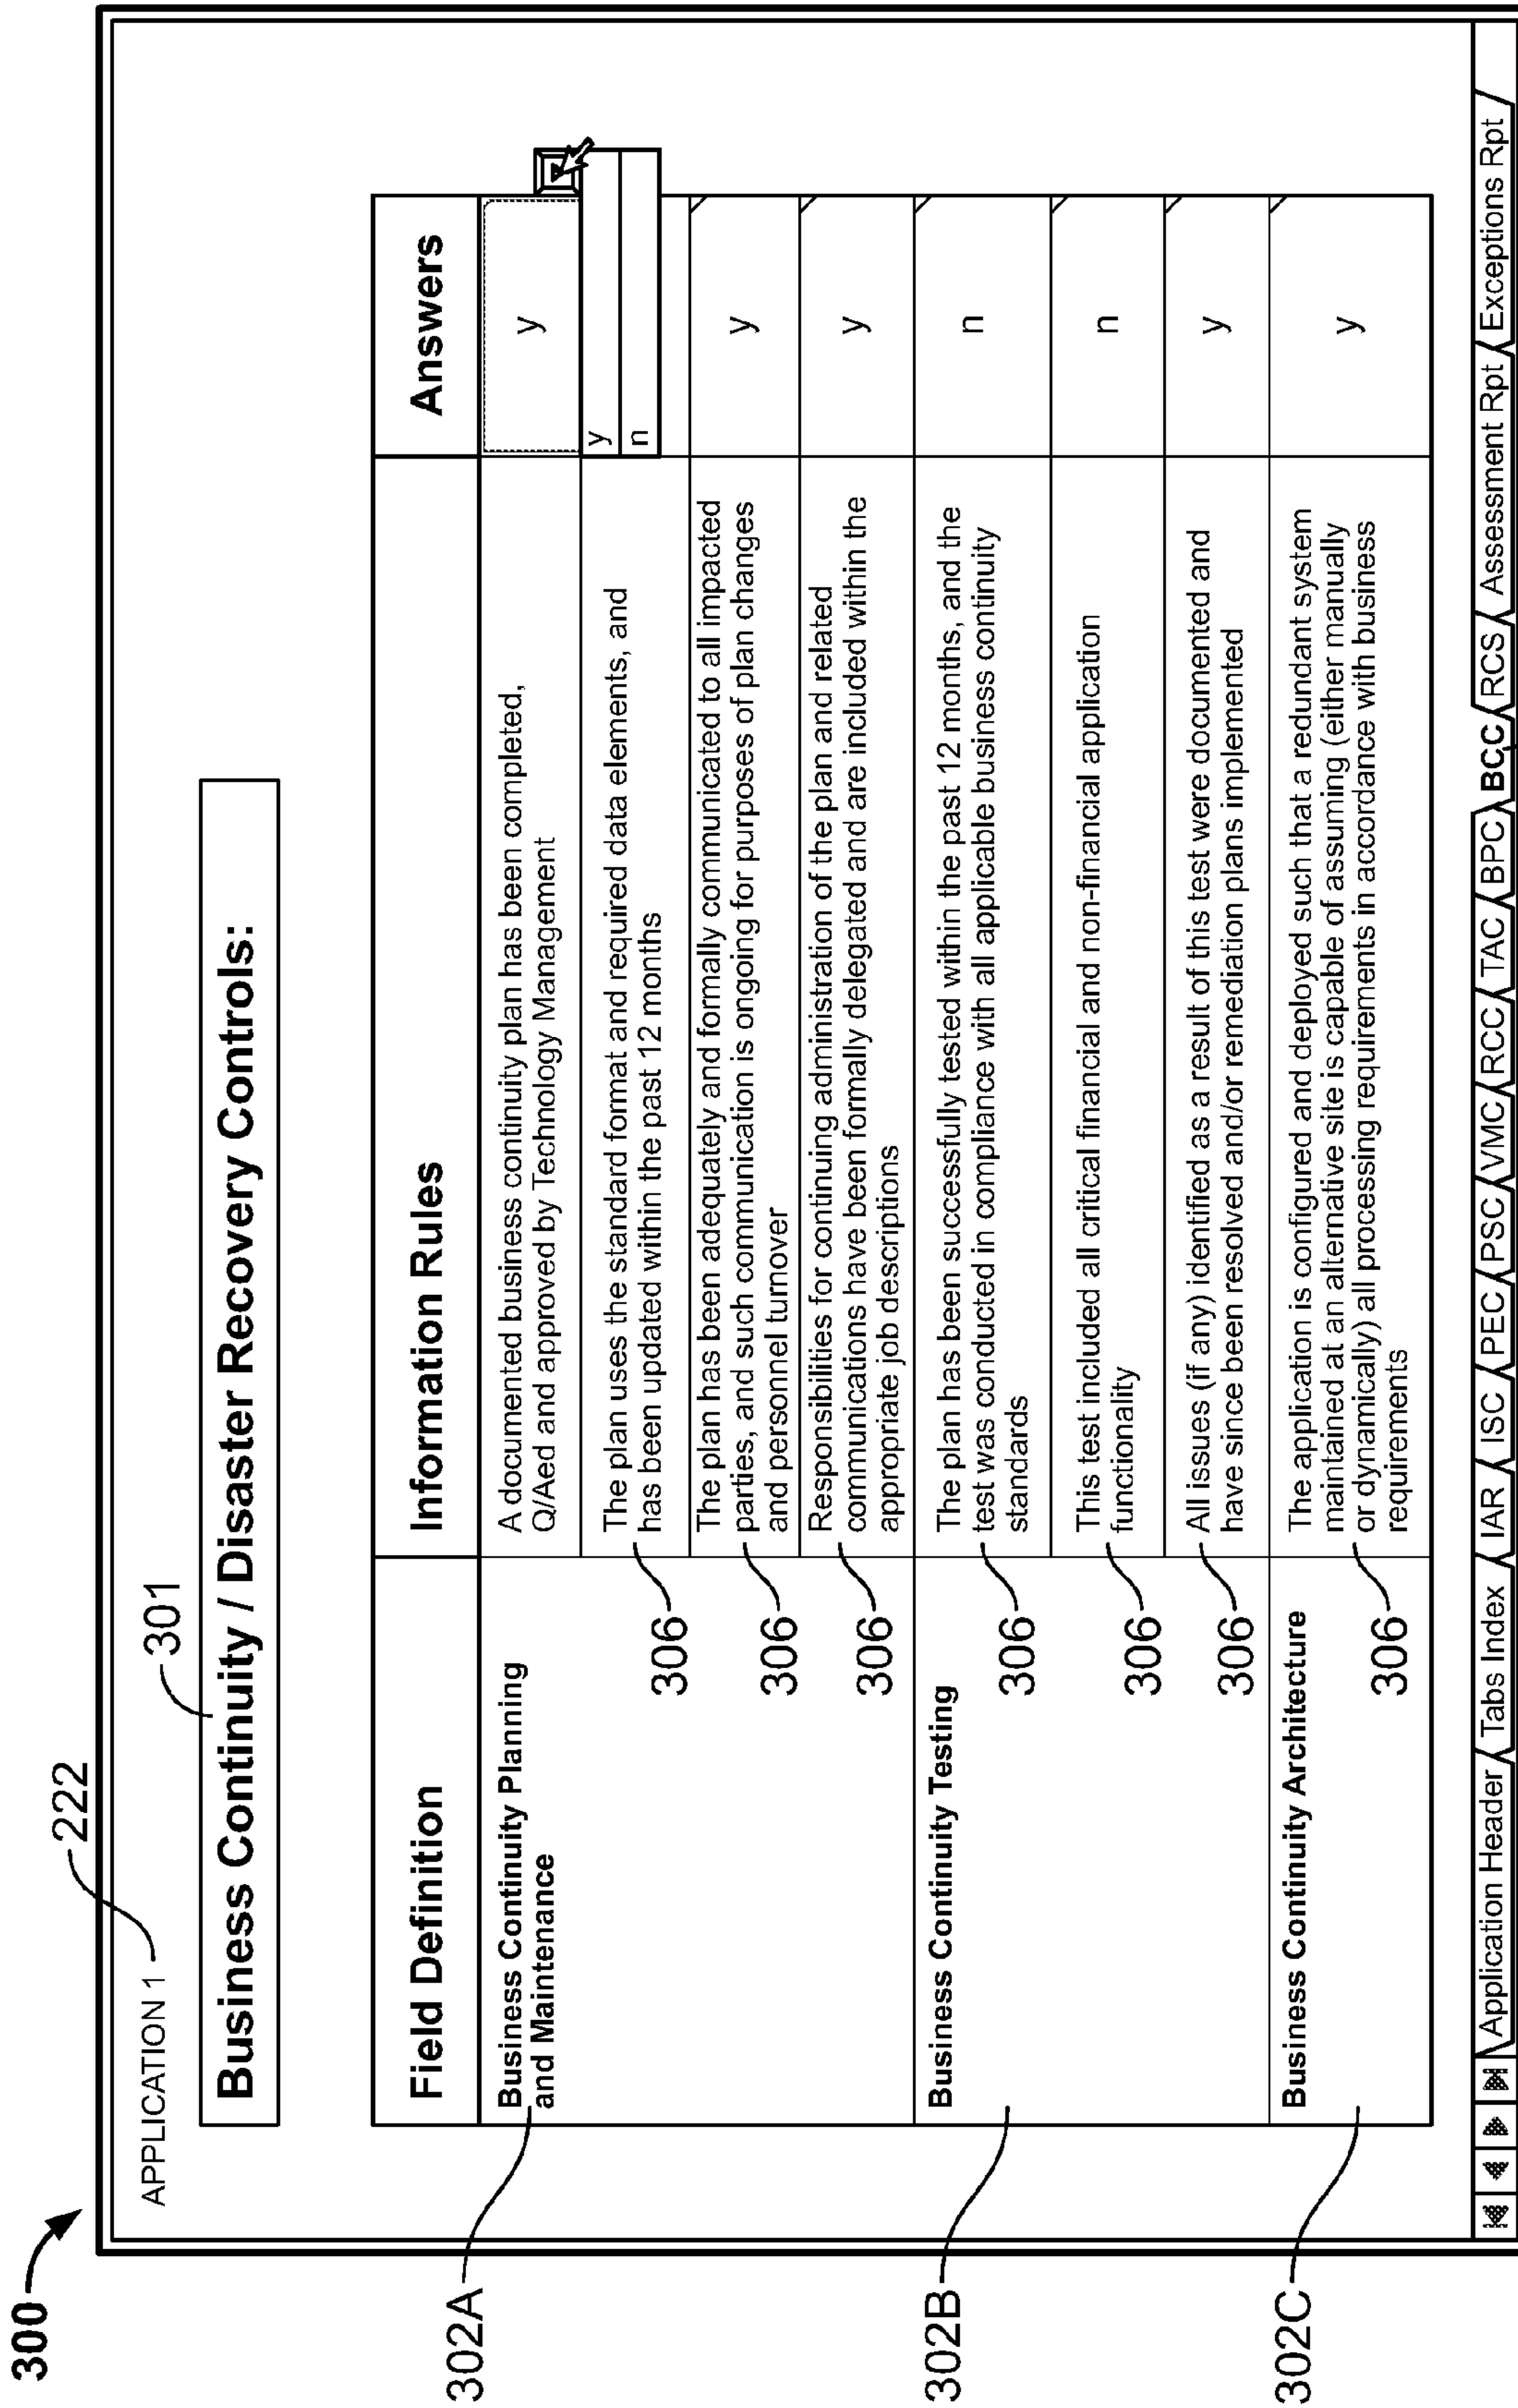 300
222
APPLICATION 1
301
Business Continuity / Disaster Recovery Controls:
Field Definition
Information Rules
Answers
302A
Business Continuity Planning
and Maintenance
A documented business continuity plan has been completed,
Q/Aed and approved by Technology Management
y
y
n
306
The plan uses the standard format and required data elements, and
has been updated within the past 12 months
306
The plan has been adequately and formally communicated to all impacted
parties, and such communication is ongoing for purposes of plan changes
and personnel turnover
y
306
Responsibilities for continuing administration of the plan and related
communications have been formally delegated and are included within the
appropriate job descriptions
y
302B
Business Continuity Testing
306
The plan has been successfully tested within the past 12 months, and the
test was conducted in compliance with all applicable business continuity
standards
n
306
This test included all critical financial and non-financial application
functionality
n
306
All issues (if any) identified as a result of this test were documented and
have since been resolved and/or remediation plans implemented
y
302C
Business Continuity Architecture
306
The application is configured and deployed such that a redundant system
maintained at an alternative site is capable of assuming (either manually
or dynamically) all processing requirements in accordance with business
requirements
y
Application Header Tabs Index IAR ISC PEC PSC VMC RCC TAC BPC BCC RCS Assessment Rpt Exceptions Rpt